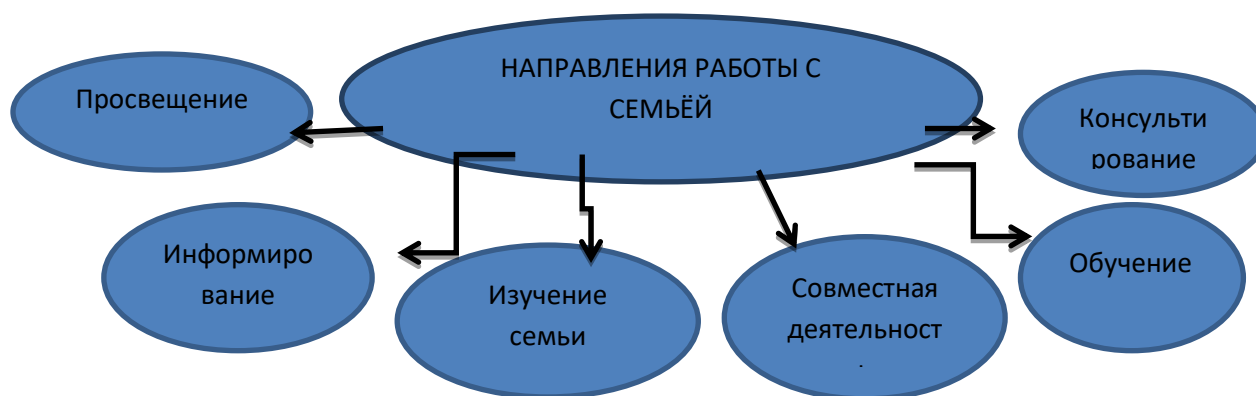 НАПРАВЛЕНИЯ РАБОТЫ С
СЕМЬЁЙ
Просвещение
Консульти
рование
Информиро
вание
Изучение
семьи
Совместная
деятельност
Обучение